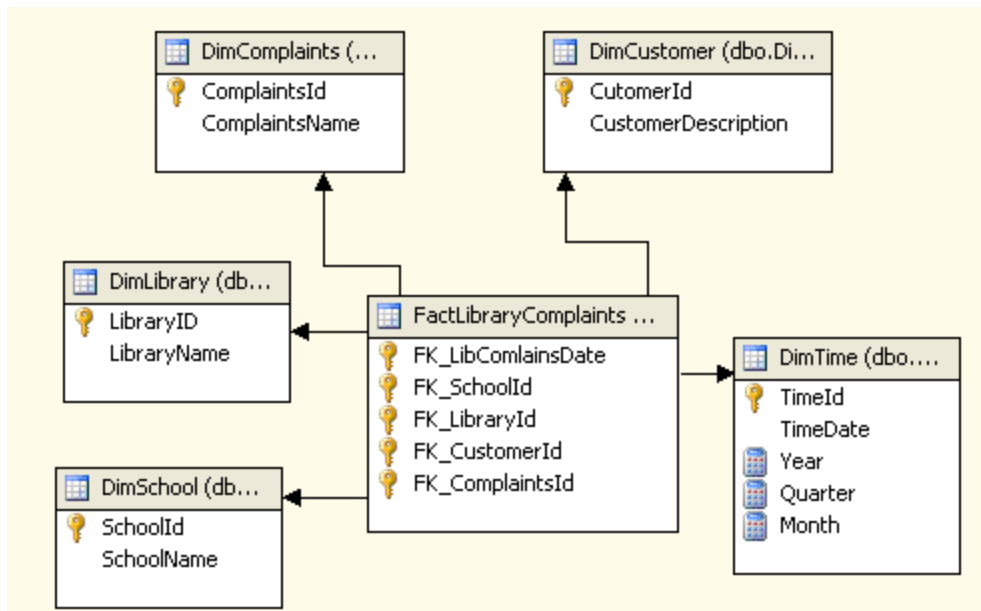 DimComplaints (...
ComplaintsId
ComplaintsName
DimCustomer (dbo.Di...
CutomerId
CustomerDescription
DimLibrary (db...
LibraryID
LibraryName
FactLibraryComplaints ...
FK_LibComlainsDate
FK_SchoolId
FK_LibraryId
FK_CustomerId
FK_ComplaintsId
DimTime (dbo....
TimeId
TimeDate
Year
Quarter
Month
DimSchool (db...
SchoolId
SchoolName